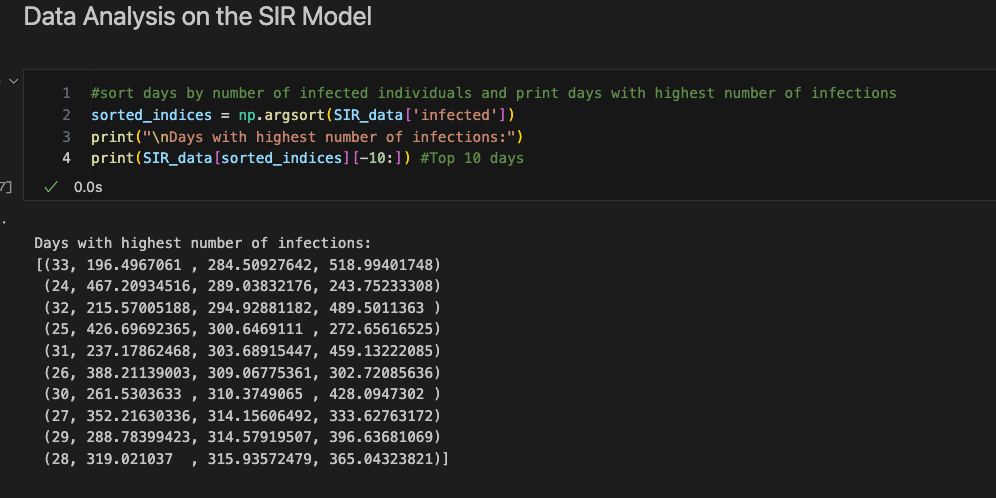 Data Analysis on the SIR Model
1 #sort days by number of infected individuals and print days with highest number of infections
2 sorted_indices = np.argsort(SIR_data['infected'])
3 print("\nDays with highest number of infections:")
4 print(SIR_data[sorted_indices][-10:]) #Top 10 days
7] 0.0s
Days with highest number of infections:
[(33, 196.4967061 , 284.50927642, 518.99401748)
(24, 467.20934516, 289.03832176, 243.75233308)
(32, 215.57005188, 294.92881182, 489.5011363 )
(25, 426.69692365, 300.6469111 , 272.65616525)
(31, 237.17862468, 303.68915447, 459.13222085)
(26, 388.21139003, 309.06775361, 302.72085636)
(30, 261.5303633 , 310.3749065 , 428.0947302 )
(27, 352.21630336, 314.15606492, 333.62763172)
(29, 288.78399423, 314.57919507, 396.63681069)
(28, 319.021037  , 315.93572479, 365.04323821)]